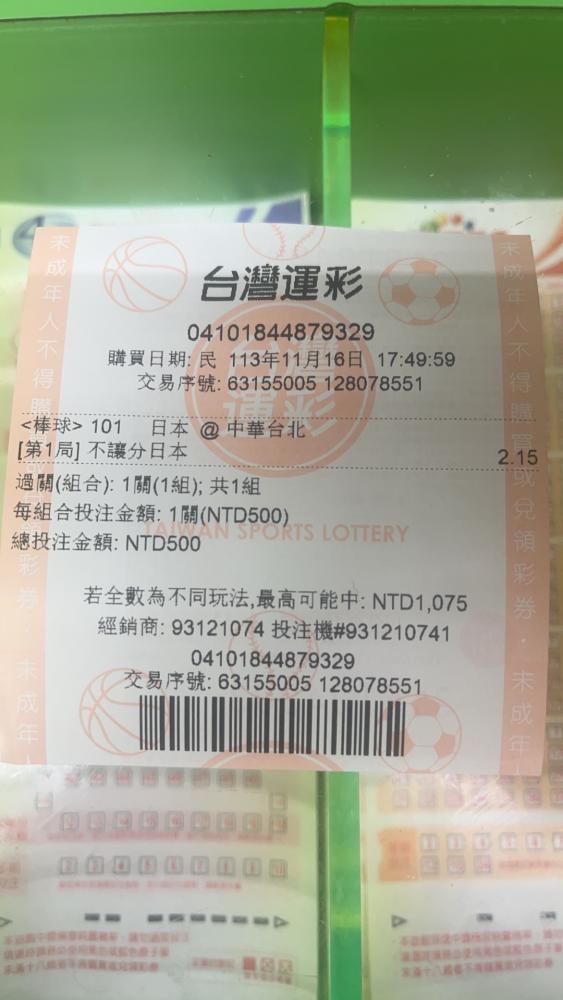 台灣運彩
04101844879329
購買日期: 民 113年11月16日 17:49:59
交易序號: 63155005 128078551
<棒球> 101 日本 @ 中華台北
[第1局] 不讓分日本 2.15
過關(組合): 1關(1組); 共1組
每組合投注金額: 1關(NTD500)
TAIWAN SPORTS LOTTERY
總投注金額: NTD500
若全數為不同玩法,最高可能中: NTD1,075
經銷商: 93121074 投注機#931210741
04101844879329
交易序號: 63155005 128078551
未成年人不得購買或兌領彩券
未成年人不得購買或兌領彩券・未成年人